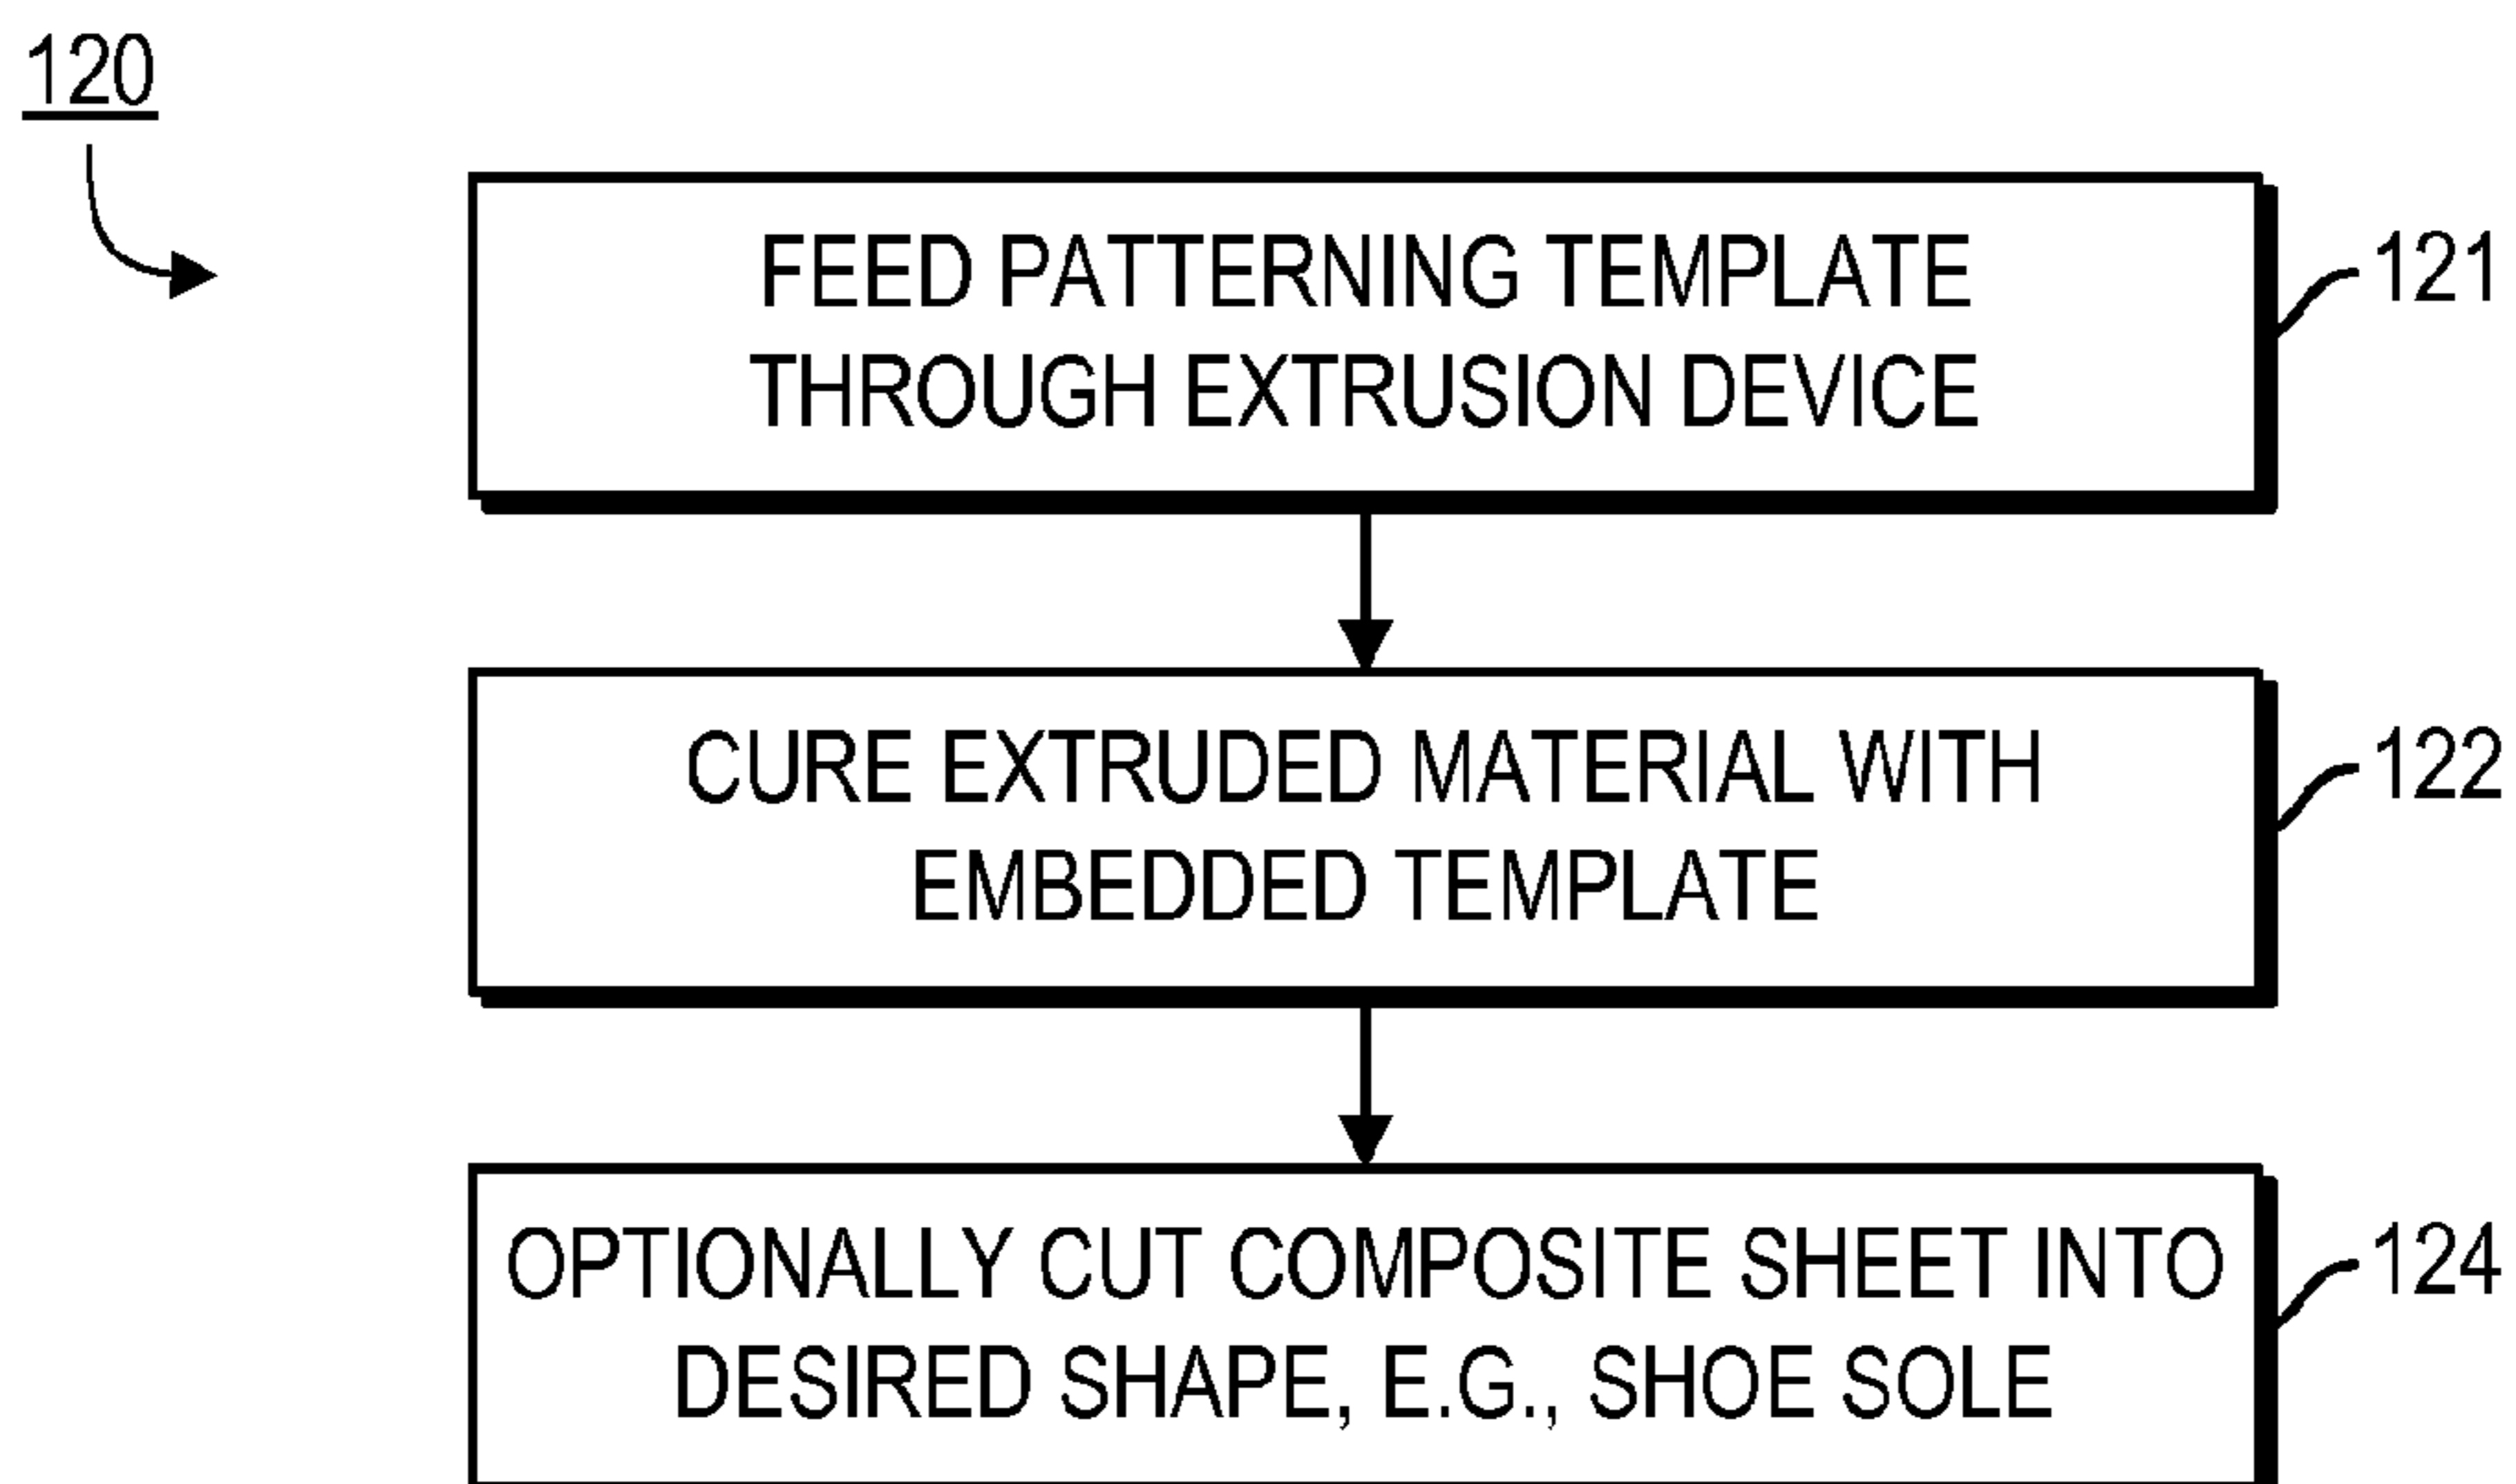 120
FEED PATTERNING TEMPLATE
THROUGH EXTRUSION DEVICE
121
CURE EXTRUDED MATERIAL WITH
EMBEDDED TEMPLATE
122
OPTIONALLY CUT COMPOSITE SHEET INTO
DESIRED SHAPE, E.G., SHOE SOLE
124